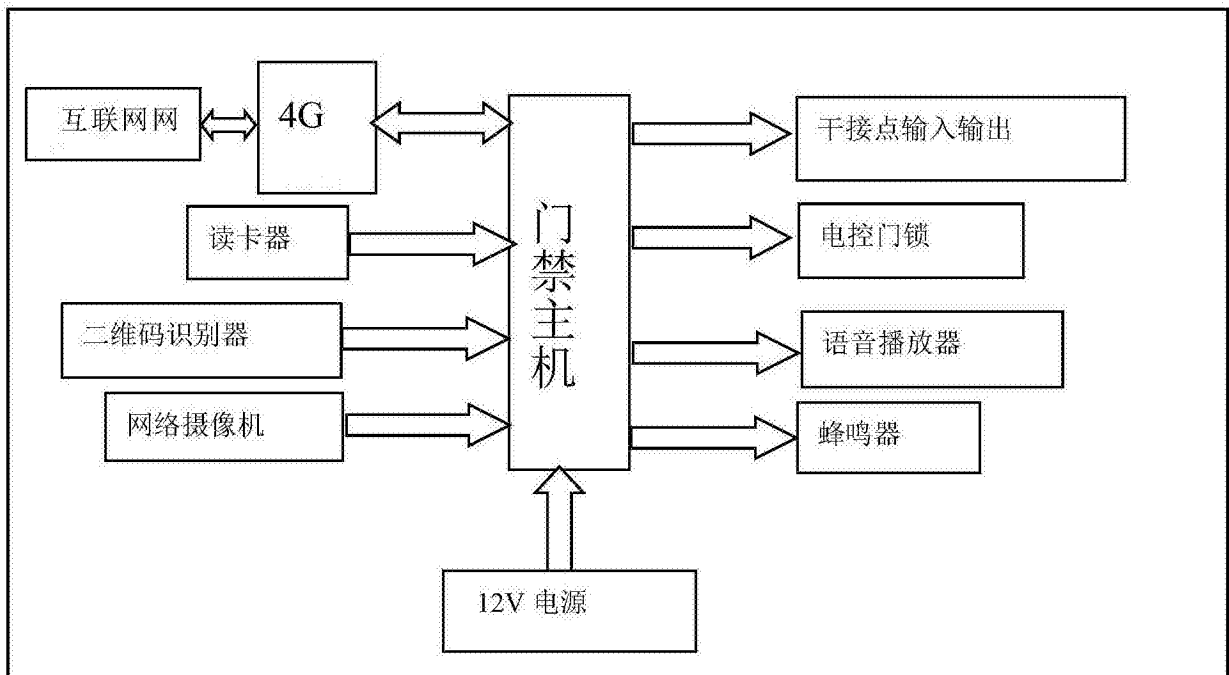 互联网网
4G
干接点输入输出
读卡器
门禁主机
电控门锁
二维码识别器
语音播放器
网络摄像机
蜂鸣器
12V 电源